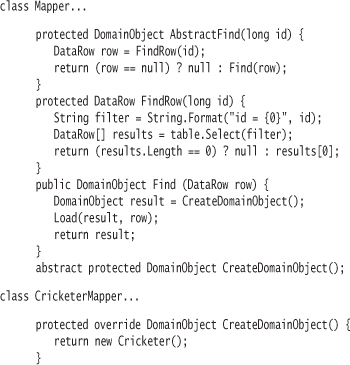 class Mapper...
protected DomainObject AbstractFind(long id) {
DataRow row = FindRow(id);
return (row == null) ? null : Find(row);
}
protected DataRow FindRow(long id) {
String filter = String.Format("id = {0}", id);
DataRow[] results = table.Select(filter);
return (results.Length == 0) ? null : results[0];
}
public DomainObject Find (DataRow row) {
DomainObject result = CreateDomainObject();
Load(result, row);
return result;
}
abstract protected DomainObject CreateDomainObject();
class CricketerMapper...
protected override DomainObject CreateDomainObject() {
return new Cricketer();
}